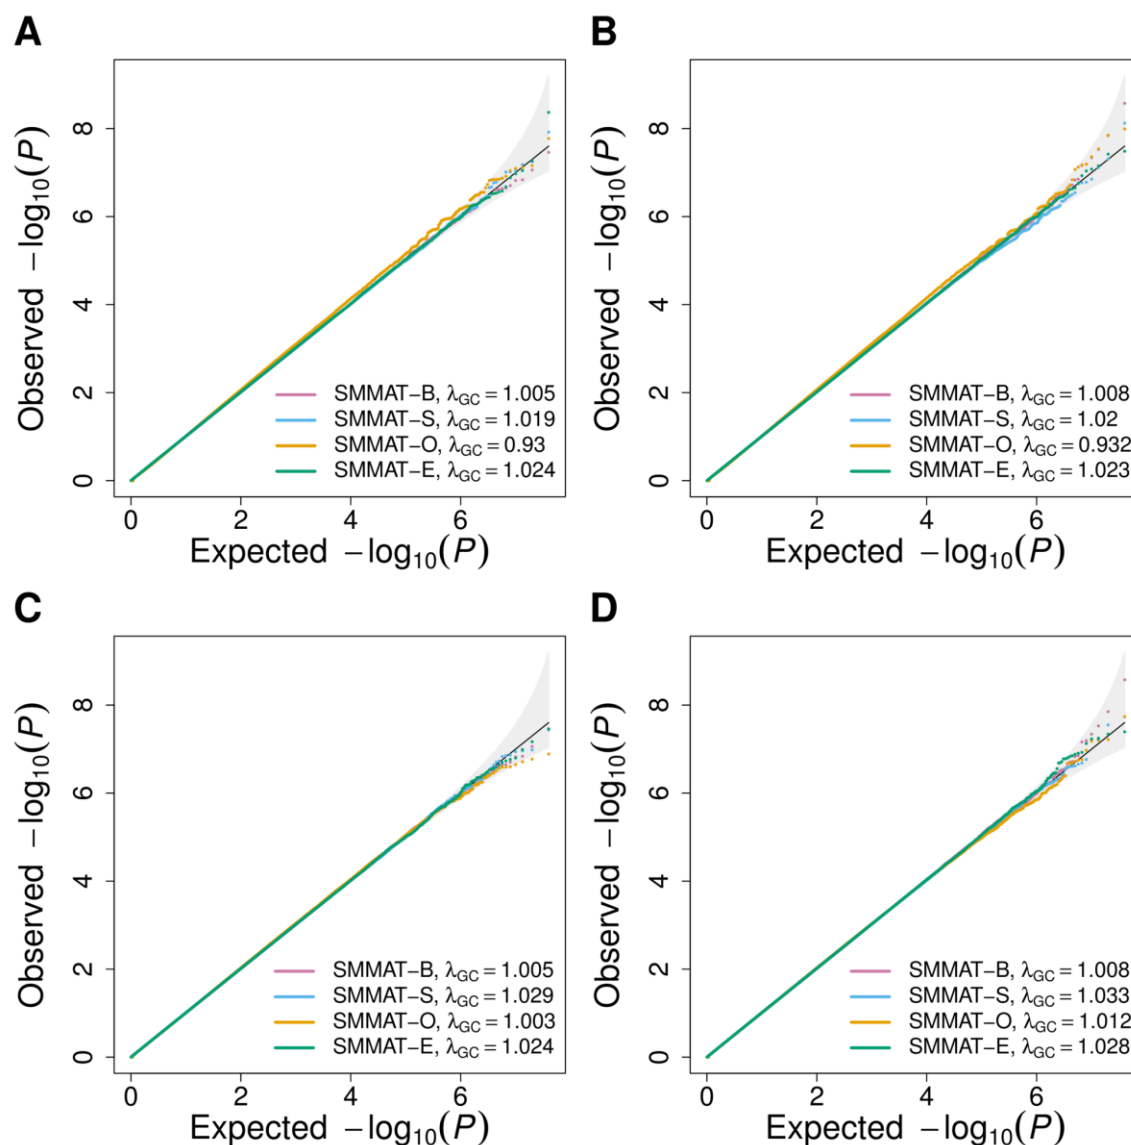 A
Observed −log₁₀(P)
8
6
4
2
0
SMMAT−B, λGC = 1.005
SMMAT−S, λGC = 1.019
SMMAT−O, λGC = 0.93
SMMAT−E, λGC = 1.024
0 2 4 6
Expected −log₁₀(P)
B
Observed −log₁₀(P)
8
6
4
2
0
SMMAT−B, λGC = 1.008
SMMAT−S, λGC = 1.02
SMMAT−O, λGC = 0.932
SMMAT−E, λGC = 1.023
0 2 4 6
Expected −log₁₀(P)
C
Observed −log₁₀(P)
8
6
4
2
0
SMMAT−B, λGC = 1.005
SMMAT−S, λGC = 1.029
SMMAT−O, λGC = 1.003
SMMAT−E, λGC = 1.024
0 2 4 6
Expected −log₁₀(P)
D
Observed −log₁₀(P)
8
6
4
2
0
SMMAT−B, λGC = 1.008
SMMAT−S, λGC = 1.033
SMMAT−O, λGC = 1.012
SMMAT−E, λGC = 1.028
0 2 4 6
Expected −log₁₀(P)